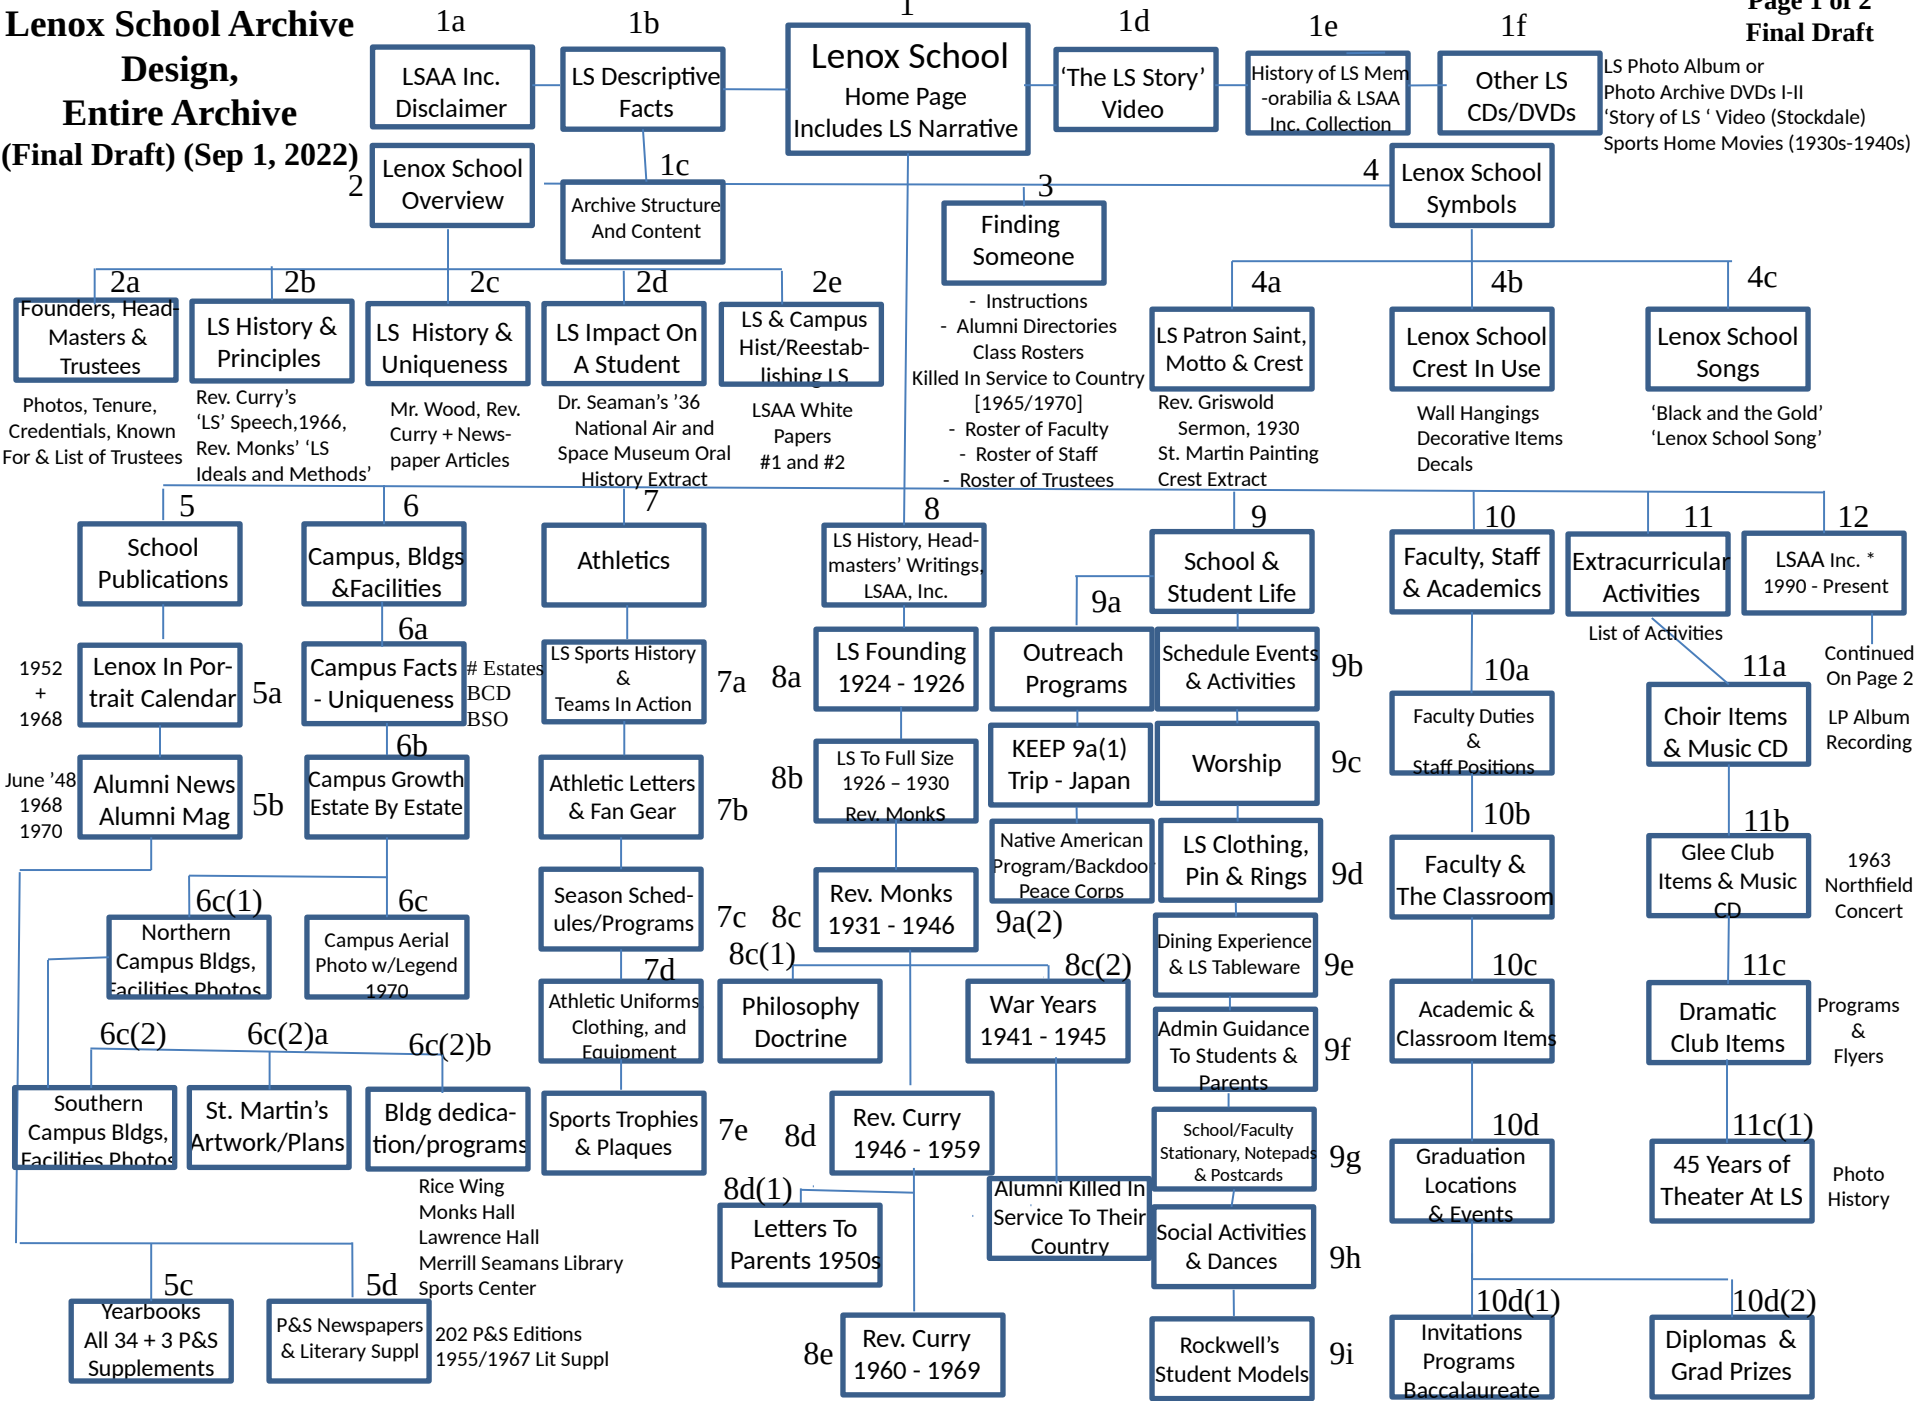 Lenox School Archive
Design,
Entire Archive
(Final Draft) (Sep 1, 2022)
Page 1 of 2
Final Draft
1a
LSAA Inc.
Disclaimer
1b
LS Descriptive
Facts
1
Lenox School
Home Page
Includes LS Narrative
1d
‘The LS Story’
Video
1e
History of LS Mem
-orabilia & LSAA
Inc. Collection
1f
Other LS
CDs/DVDs
LS Photo Album or
Photo Archive DVDs I-II
‘Story of LS ‘ Video (Stockdale)
Sports Home Movies (1930s-1940s)
2
Lenox School
Overview
1c
Archive Structure
And Content
3
Finding
Someone
- Instructions
- Alumni Directories
Class Rosters
Killed In Service to Country
[1965/1970]
- Roster of Faculty
- Roster of Staff
- Roster of Trustees
4
Lenox School
Symbols
2a
Founders, Head-
Masters &
Trustees
Photos, Tenure,
Credentials, Known
For & List of Trustees
2b
LS History &
Principles
Rev. Curry’s
‘LS’ Speech,1966,
Rev. Monks’ ‘LS
Ideals and Methods’
2c
LS History &
Uniqueness
Mr. Wood, Rev.
Curry + News-
paper Articles
2d
LS Impact On
A Student
Dr. Seaman’s ’36
National Air and
Space Museum Oral
History Extract
2e
LS & Campus
Hist/Reestab-
lishing LS
LSAA White
Papers
#1 and #2
4a
LS Patron Saint,
Motto & Crest
Rev. Griswold
Sermon, 1930
St. Martin Painting
Crest Extract
4b
Lenox School
Crest In Use
Wall Hangings
Decorative Items
Decals
4c
Lenox School
Songs
‘Black and the Gold’
‘Lenox School Song’
5
School
Publications
1952
+
1968
Lenox In Por-
trait Calendar
5a
June ’48
1968
1970
Alumni News
Alumni Mag
5b
5c
Yearbooks
All 34 + 3 P&S
Supplements
5d
P&S Newspapers
& Literary Suppl
202 P&S Editions
1955/1967 Lit Suppl
6
Campus, Bldgs
&Facilities
6a
Campus Facts
- Uniqueness
# Estates
BCD
BSO
6b
Campus Growth
Estate By Estate
6c(1)
Northern
Campus Bldgs,
Facilities Photos
6c
Campus Aerial
Photo w/Legend
1970
6c(2)
Southern
Campus Bldgs,
Facilities Photos
6c(2)a
St. Martin’s
Artwork/Plans
6c(2)b
Bldg dedica-
tion/programs
Rice Wing
Monks Hall
Lawrence Hall
Merrill Seamans Library
Sports Center
7
Athletics
LS Sports History
&
Teams In Action
7a
Athletic Letters
& Fan Gear
7b
Season Sched-
ules/Programs
7c
7d
Athletic Uniforms
Clothing, and
Equipment
Sports Trophies
& Plaques
7e
8
LS History, Head-
masters’ Writings,
LSAA, Inc.
8a
LS Founding
1924 - 1926
8b
LS To Full Size
1926 – 1930
Rev. Monks
8c
Rev. Monks
1931 - 1946
8c(1)
Philosophy
Doctrine
8c(2)
War Years
1941 - 1945
Alumni Killed In
Service To Their
Country
8d
Rev. Curry
1946 - 1959
8d(1)
Letters To
Parents 1950s
8e
Rev. Curry
1960 - 1969
9
School &
Student Life
9a
Outreach
Programs
KEEP 9a(1)
Trip - Japan
Native American
Program/Backdoor
Peace Corps
9a(2)
Schedule Events
& Activities
9b
Worship
9c
LS Clothing,
Pin & Rings
9d
Dining Experience
& LS Tableware
9e
Admin Guidance
To Students &
Parents
9f
School/Faculty
Stationary, Notepads
& Postcards
9g
Social Activities
& Dances
9h
Rockwell’s
Student Models
9i
10
Faculty, Staff
& Academics
10a
Faculty Duties
&
Staff Positions
10b
Faculty &
The Classroom
10c
Academic &
Classroom Items
10d
Graduation
Locations
& Events
10d(1)
Invitations
Programs
Baccalaureate
10d(2)
Diplomas &
Grad Prizes
11
Extracurricular
Activities
List of Activities
11a
Choir Items
& Music CD
LP Album
Recording
11b
Glee Club
Items & Music
CD
1963
Northfield
Concert
11c
Dramatic
Club Items
Programs
&
Flyers
11c(1)
45 Years of
Theater At LS
Photo
History
12
LSAA Inc. *
1990 - Present
Continued
On Page 2